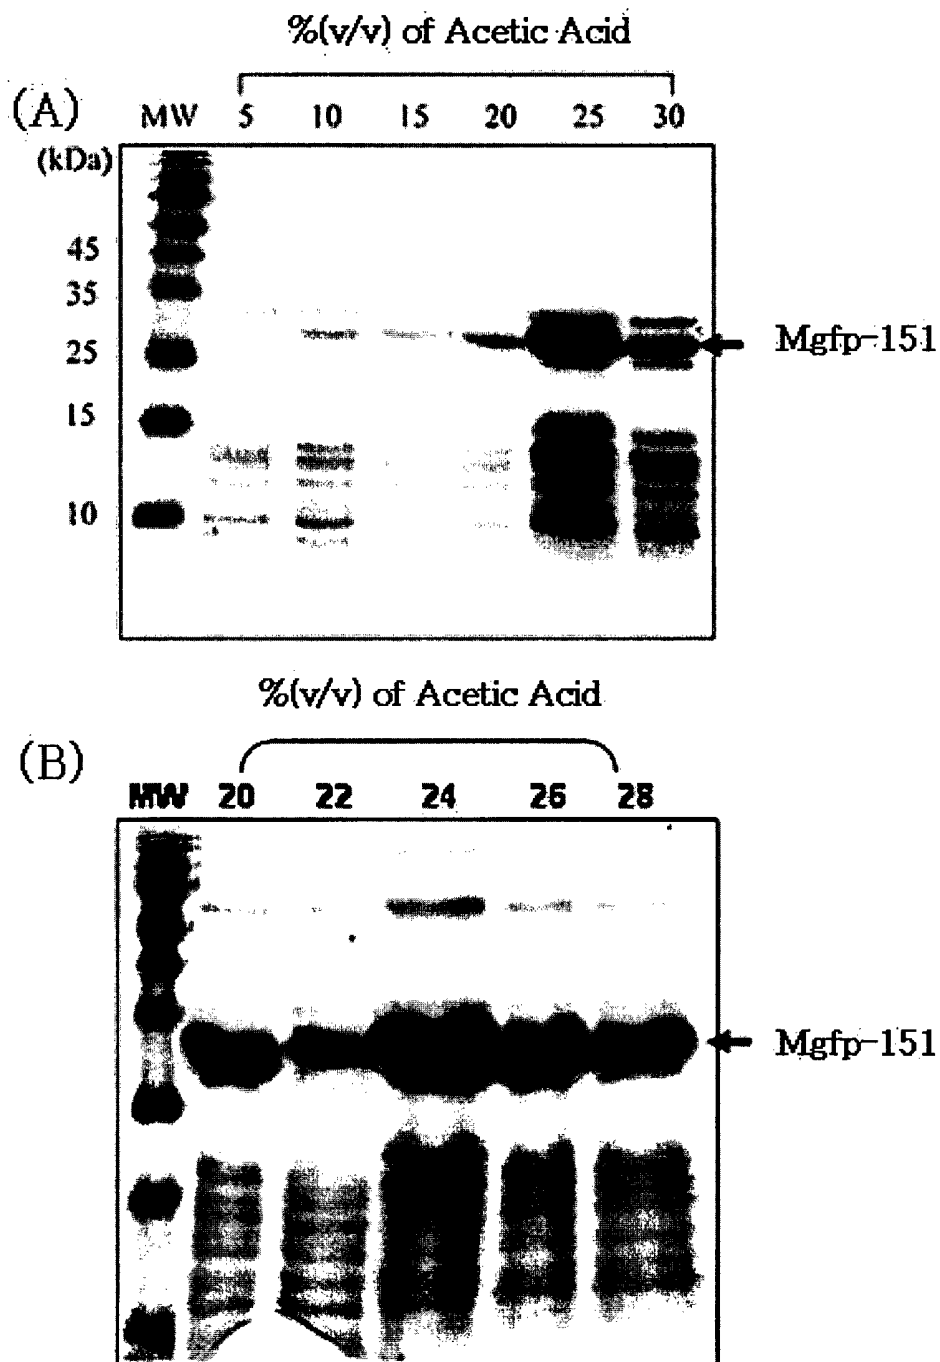 %(v/v) of Acetic Acid
(A) MW 5 10 15 20 25 30
(kDa)
45
35
25
15
10
Mgfp-151
%(v/v) of Acetic Acid
(B) MW 20 22 24 26 28
Mgfp-151